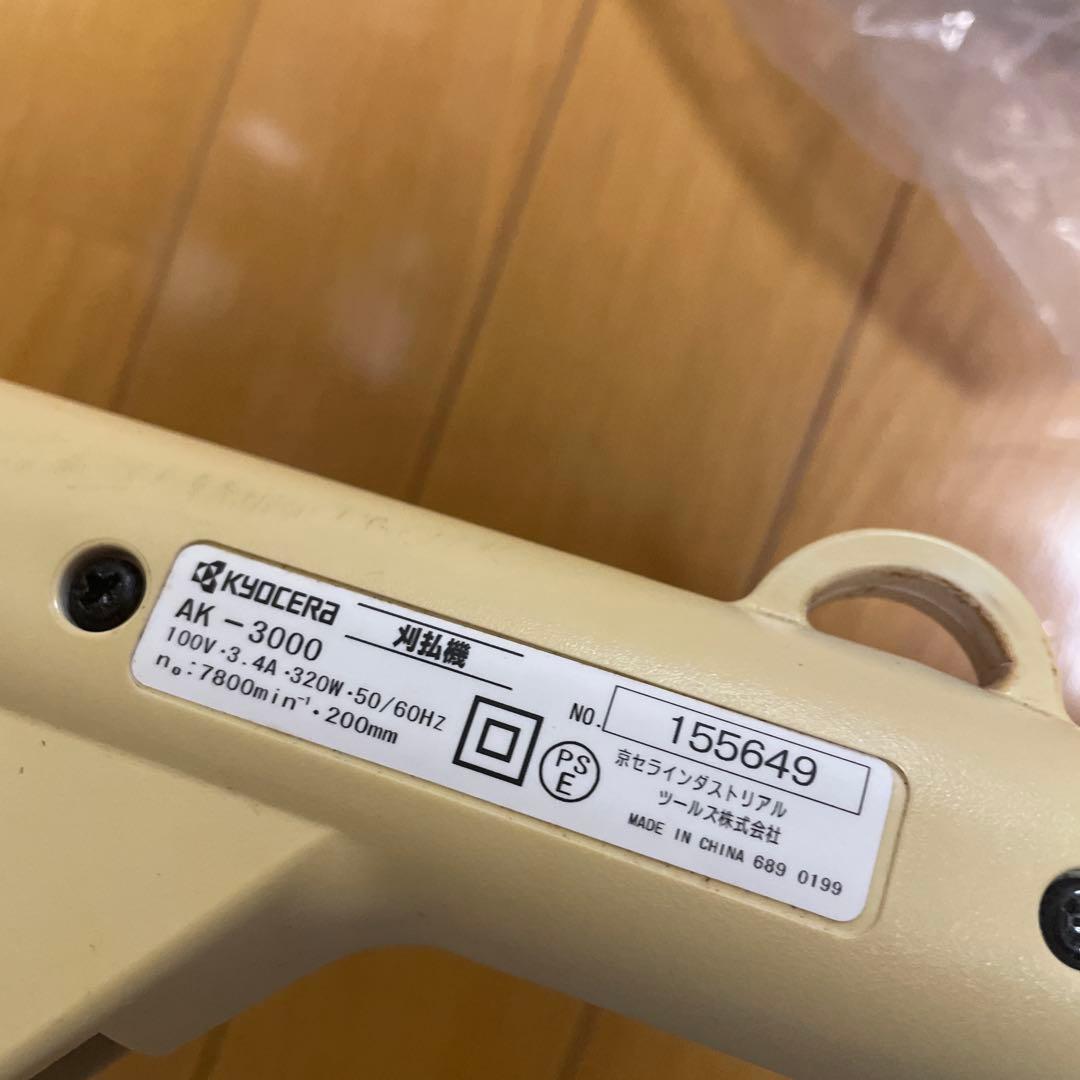 KYOCERA
AK-3000 刈払機
100V・3.4A・320W・50/60HZ
n₀:7800min⁻¹・200mm
PSE
NO. 155649
京セラインダストリアル
ツールズ株式会社
MADE IN CHINA 689 0199